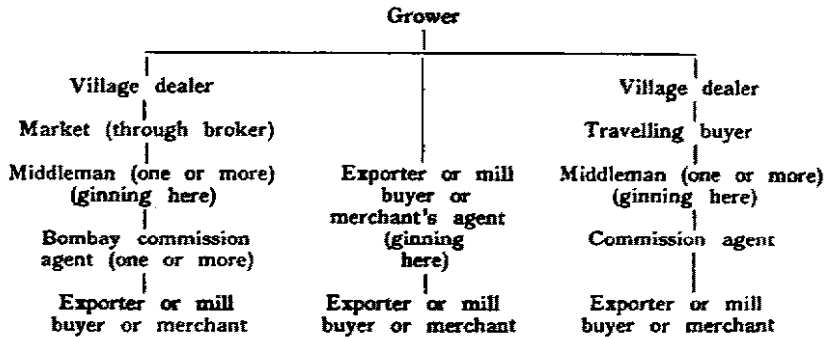 Grower
Village dealer
Market (through broker)
Middleman (one or more)
(ginning here)
Bombay commission
agent (one or more)
Exporter or mill
buyer or merchant
Exporter or mill
buyer or
merchant's agent
(ginning
here)
Exporter or mill
buyer or merchant
Village dealer
Travelling buyer
Middleman (one or more)
(ginning here)
Commission agent
Exporter or mill
buyer or merchant